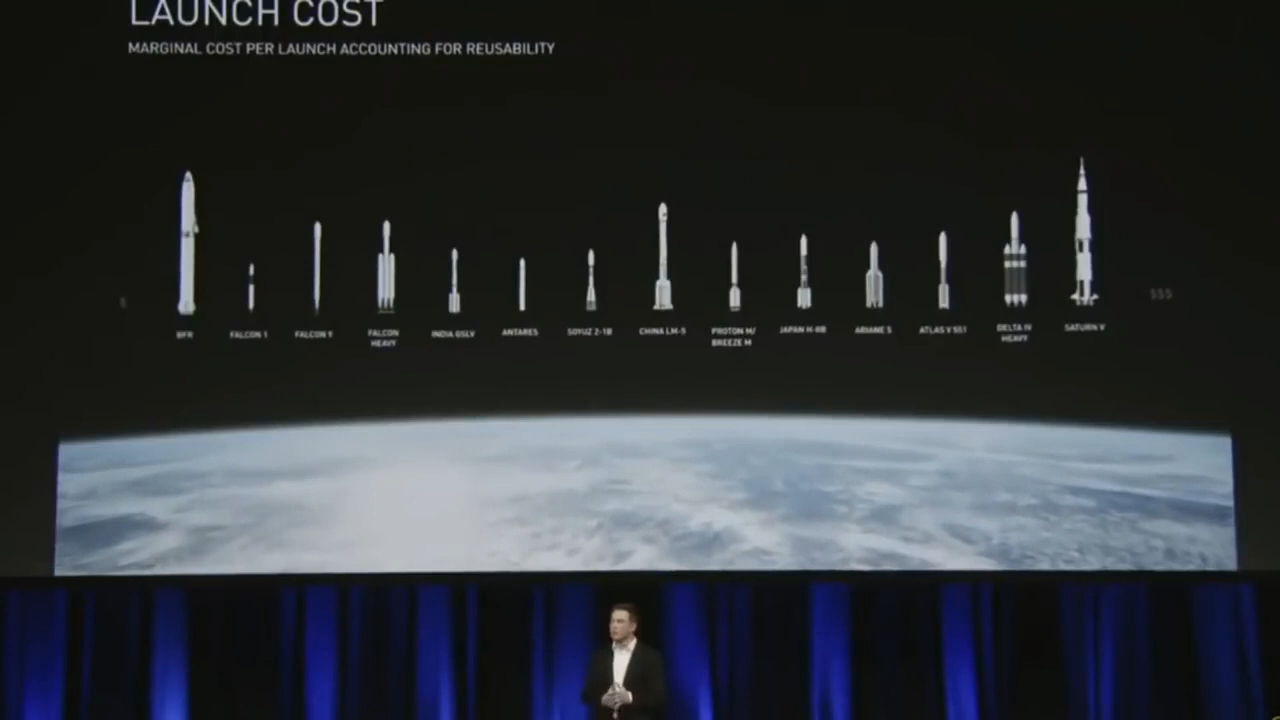 LAUNCH COST
MARGINAL COST PER LAUNCH ACCOUNTING FOR REUSABILITY
$
$$$
BFR
FALCON 1
FALCON 9
FALCON HEAVY
INDIA GSLV
ANTARES
SOYUZ 2-1B
CHINA LM-5
PROTON M/
BREEZE M
JAPAN H-IIB
ARIANE 5
ATLAS V 551
DELTA IV
HEAVY
SATURN V